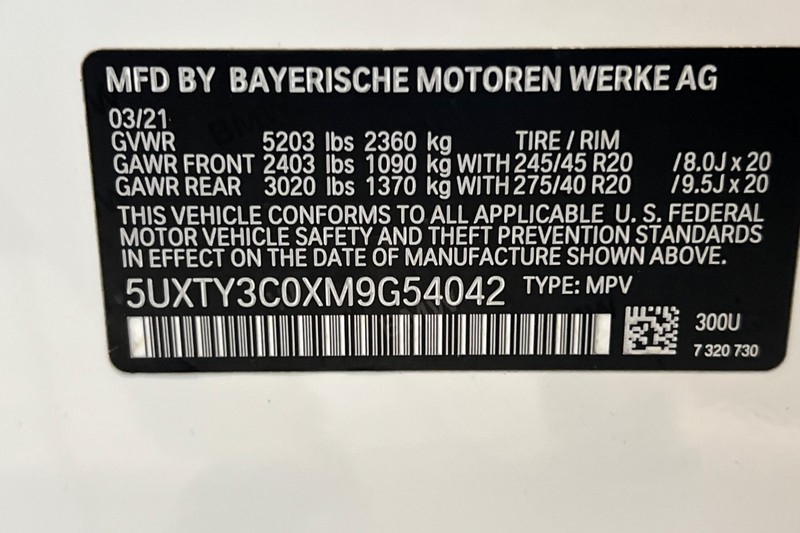 MFD BY BAYERISCHE MOTOREN WERKE AG
03/21
GVWR 5203 lbs 2360 kg TIRE / RIM
GAWR FRONT 2403 lbs 1090 kg WITH 245/45 R20 /8.0J x 20
GAWR REAR 3020 lbs 1370 kg WITH 275/40 R20 /9.5J x 20
THIS VEHICLE CONFORMS TO ALL APPLICABLE U. S. FEDERAL
MOTOR VEHICLE SAFETY AND THEFT PREVENTION STANDARDS
IN EFFECT ON THE DATE OF MANUFACTURE SHOWN ABOVE.
5UXTY3C0XM9G54042 TYPE: MPV
300U
7 320 730